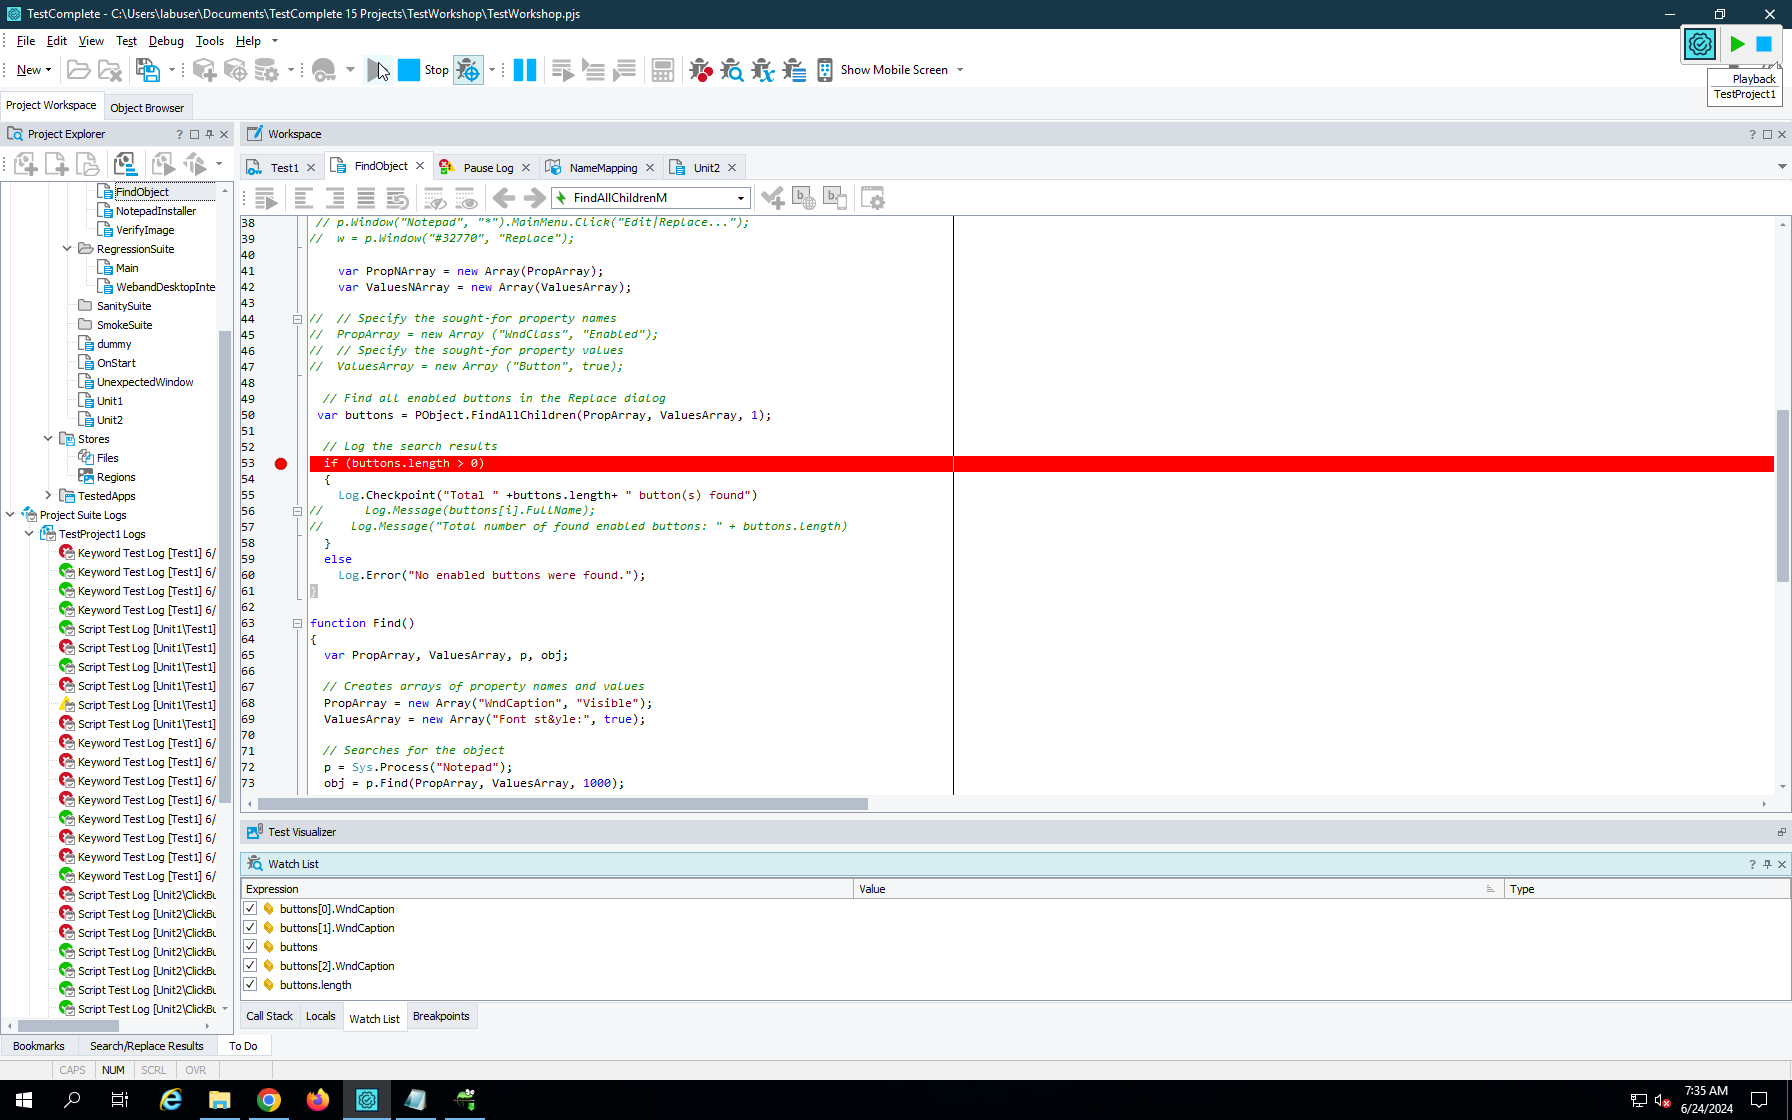 TestComplete - C:\Users\labuser\Documents\TestComplete 15 Projects\TestWorkshop\TestWorkshop.pjs
File Edit View Test Debug Tools Help
New Stop Show Mobile Screen
Playback
TestProject1
Project Workspace Object Browser
Project Explorer
Workspace
Test1 FindObject Pause Log NameMapping Unit2
FindAllChildrenM
FindObject
NotepadInstaller
VerifyImage
RegressionSuite
Main
WebandDesktopInte
SanitySuite
SmokeSuite
dummy
OnStart
UnexpectedWindow
Unit1
Unit2
Stores
Files
Regions
TestedApps
Project Suite Logs
TestProject1 Logs
Keyword Test Log [Test1] 6/
Keyword Test Log [Test1] 6/
Keyword Test Log [Test1] 6/
Keyword Test Log [Test1] 6/
Script Test Log [Unit1\Test1]
Script Test Log [Unit1\Test1]
Script Test Log [Unit1\Test1]
Script Test Log [Unit1\Test1]
Script Test Log [Unit1\Test1]
Script Test Log [Unit1\Test1]
Keyword Test Log [Test1] 6/
Keyword Test Log [Test1] 6/
Keyword Test Log [Test1] 6/
Keyword Test Log [Test1] 6/
Keyword Test Log [Test1] 6/
Keyword Test Log [Test1] 6/
Keyword Test Log [Test1] 6/
Keyword Test Log [Test1] 6/
Script Test Log [Unit2\ClickBu
Script Test Log [Unit2\ClickBu
Script Test Log [Unit2\ClickBu
Script Test Log [Unit2\ClickBu
Script Test Log [Unit2\ClickBu
Script Test Log [Unit2\ClickBu
Script Test Log [Unit2\ClickBu
38 // p.Window("Notepad", "*").MainMenu.Click("Edit|Replace...");
39 // w = p.Window("#32770", "Replace");
40
41 var PropNArray = new Array(PropArray);
42 var ValuesNArray = new Array(ValuesArray);
43
44 // // Specify the sought-for property names
45 // PropArray = new Array ("WndClass", "Enabled");
46 // // Specify the sought-for property values
47 // ValuesArray = new Array ("Button", true);
48
49 // Find all enabled buttons in the Replace dialog
50 var buttons = PObject.FindAllChildren(PropArray, ValuesArray, 1);
51
52 // Log the search results
53 if (buttons.length > 0)
54 {
55 Log.Checkpoint("Total " +buttons.length+ " button(s) found")
56 // Log.Message(buttons[i].FullName);
57 // Log.Message("Total number of found enabled buttons: " + buttons.length)
58 }
59 else
60 Log.Error("No enabled buttons were found.");
61 }
62
63 function Find()
64 {
65 var PropArray, ValuesArray, p, obj;
66
67 // Creates arrays of property names and values
68 PropArray = new Array("WndCaption", "Visible");
69 ValuesArray = new Array("Font st&yle:", true);
70
71 // Searches for the object
72 p = Sys.Process("Notepad");
73 obj = p.Find(PropArray, ValuesArray, 1000);
Test Visualizer
Watch List
Expression Value Type
buttons[0].WndCaption
buttons[1].WndCaption
buttons
buttons[2].WndCaption
buttons.length
Call Stack Locals Watch List Breakpoints
Bookmarks Search/Replace Results To Do
CAPS NUM SCRL OVR
7:35 AM
6/24/2024